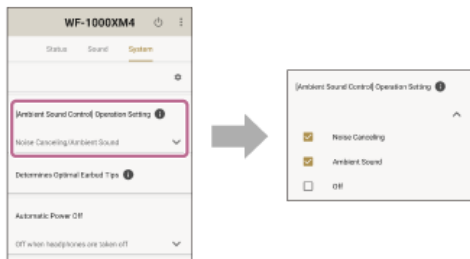 WF-1000XM4
Status Sound System
[Ambient Sound Control] Operation Setting
Noise Canceling/Ambient Sound
Determines Optimal Earbud Tips
Automatic Power Off
Off when headphones are taken off
[Ambient Sound Control] Operation Setting
Noise Canceling
Ambient Sound
Off